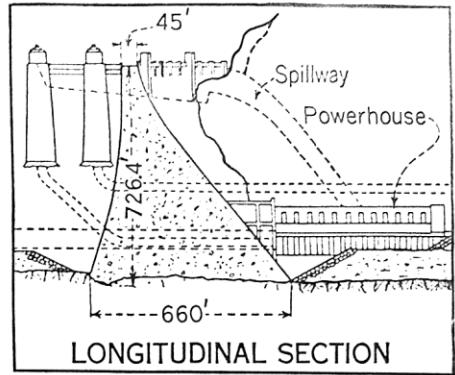 45'
Spillway
Powerhouse
726.4'
660'
LONGITUDINAL SECTION